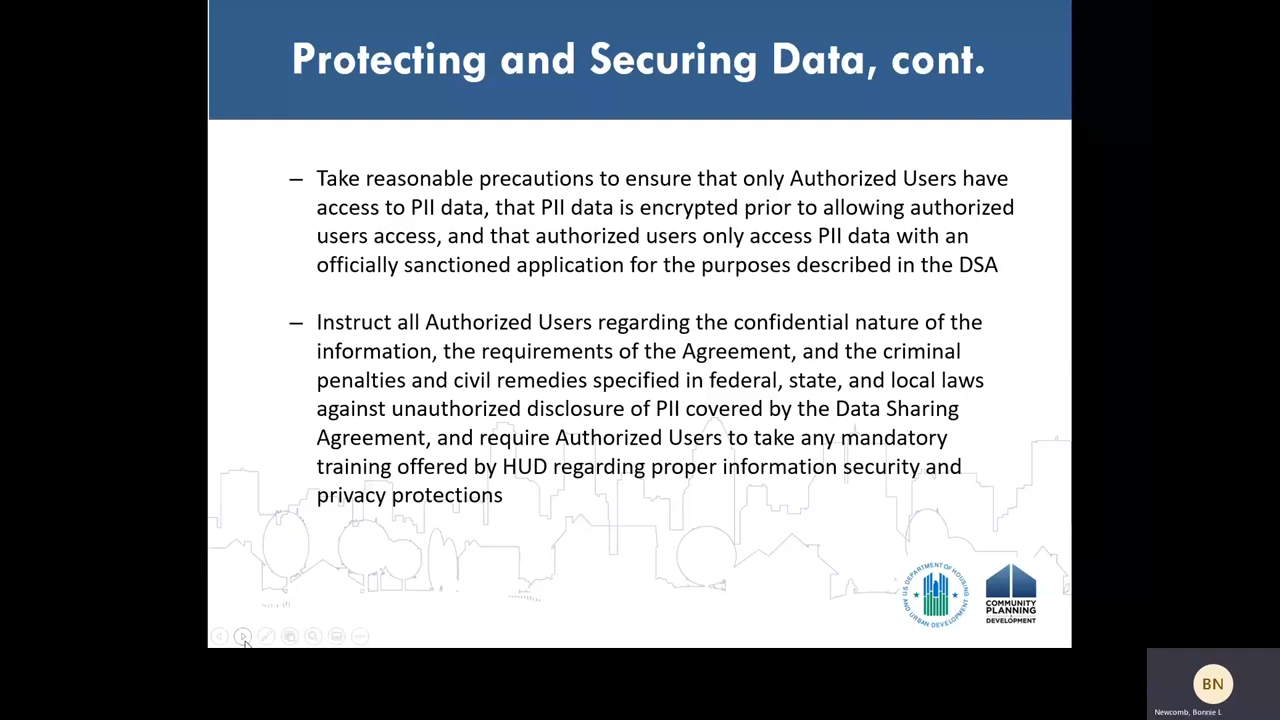 Protecting and Securing Data, cont.
– Take reasonable precautions to ensure that only Authorized Users have
access to PII data, that PII data is encrypted prior to allowing authorized
users access, and that authorized users only access PII data with an
officially sanctioned application for the purposes described in the DSA
– Instruct all Authorized Users regarding the confidential nature of the
information, the requirements of the Agreement, and the criminal
penalties and civil remedies specified in federal, state, and local laws
against unauthorized disclosure of PII covered by the Data Sharing
Agreement, and require Authorized Users to take any mandatory
training offered by HUD regarding proper information security and
privacy protections
U.S. DEPARTMENT OF HOUSING
AND URBAN DEVELOPMENT
COMMUNITY
PLANNING
DEVELOPMENT
BN
Newcomb, Bonnie L